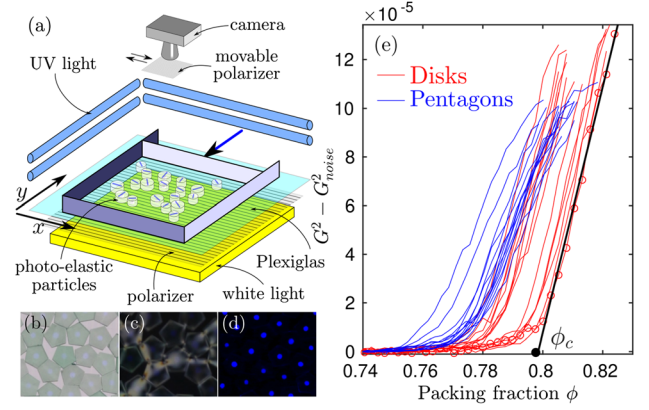 (a)
camera
movable
polarizer
UV light
y
x
photo-elastic
particles
polarizer
Plexiglas
white light
(b)
(c)
(d)
× 10 -5
(e)
Disks
Pentagons
G² − G²noise
12
10
8
6
4
2
0
ϕc
0.74
0.76
0.78
0.8
0.82
Packing fraction ϕ